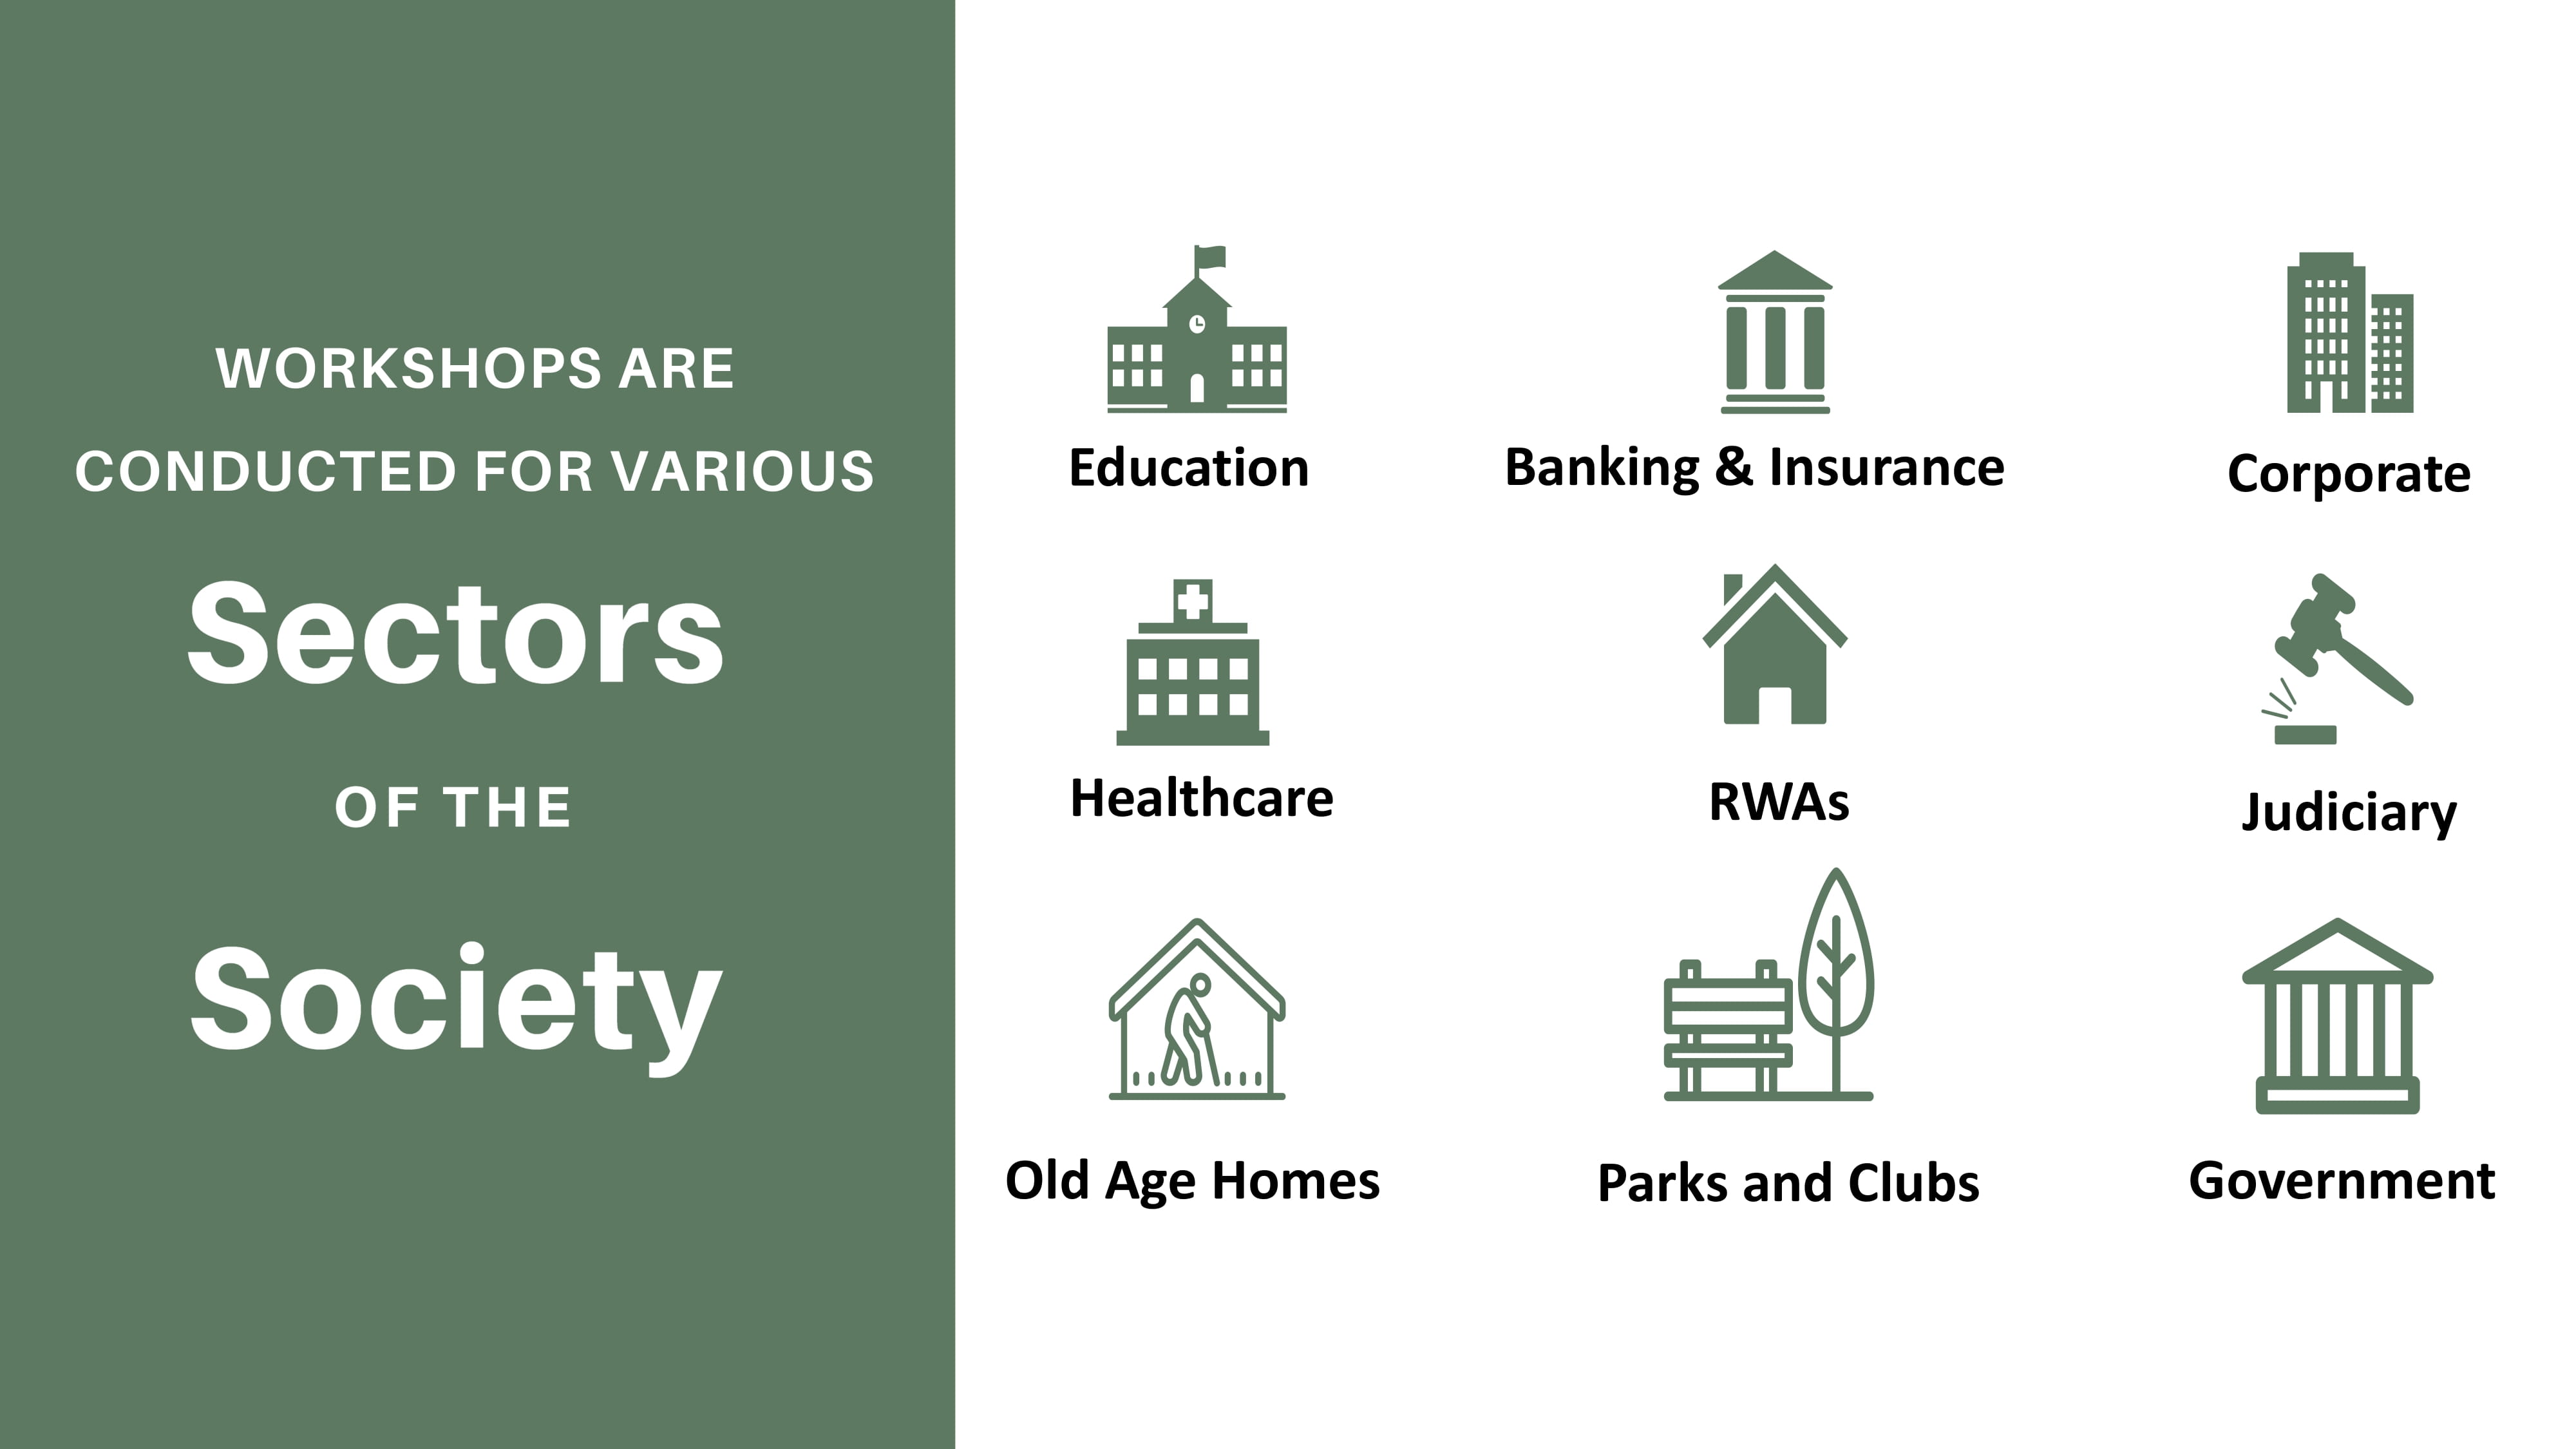 WORKSHOPS ARE
CONDUCTED FOR VARIOUS
Sectors
OF THE
Society
Education
Banking & Insurance
Corporate
Healthcare
RWAs
Judiciary
Old Age Homes
Parks and Clubs
Government